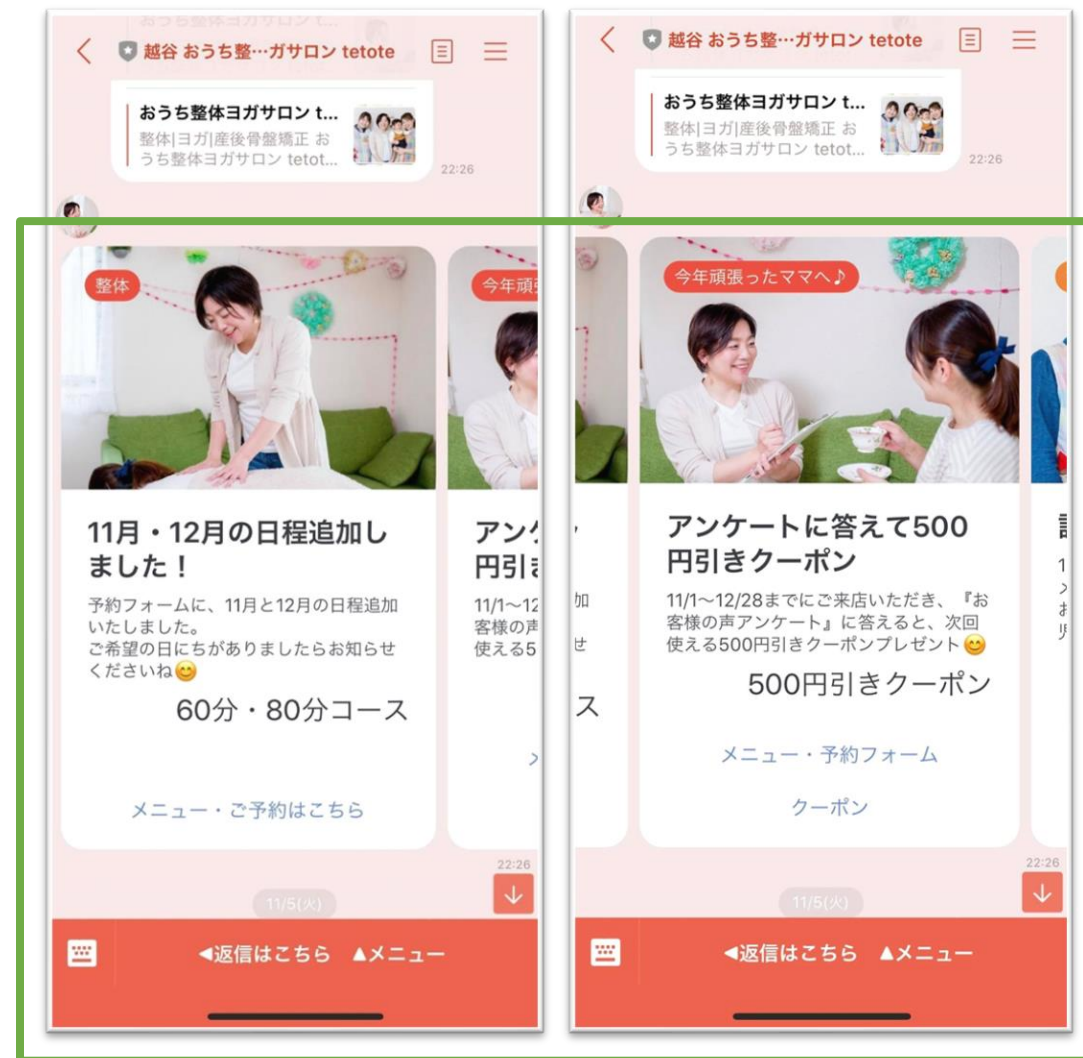 越谷 おうち整…ガサロン tetote
おうち整体ヨガサロン t...
整体|ヨガ|産後骨盤矯正 お
うち整体ヨガサロン tetot...
22:26
整体
11月・12月の日程追加し
ました！
予約フォームに、11月と12月の日程追加
いたしました。
ご希望の日にちがありましたらお知らせ
くださいね😊
60分・80分コース
メニュー・ご予約はこちら
今年頑
アン
円引き
11/1～12
客様の声
使える5
22:26
11/5(火)
◀返信はこちら ▲メニュー
越谷 おうち整…ガサロン tetote
おうち整体ヨガサロン t...
整体|ヨガ|産後骨盤矯正 お
うち整体ヨガサロン tetot...
22:26
加
せ
ス
今年頑張ったママへ♪
アンケートに答えて500
円引きクーポン
11/1～12/28までにご来店いただき、『お
客様の声アンケート』に答えると、次回
使える500円引きクーポンプレゼント😊
500円引きクーポン
メニュー・予約フォーム
クーポン
22:26
11/5(火)
◀返信はこちら ▲メニュー